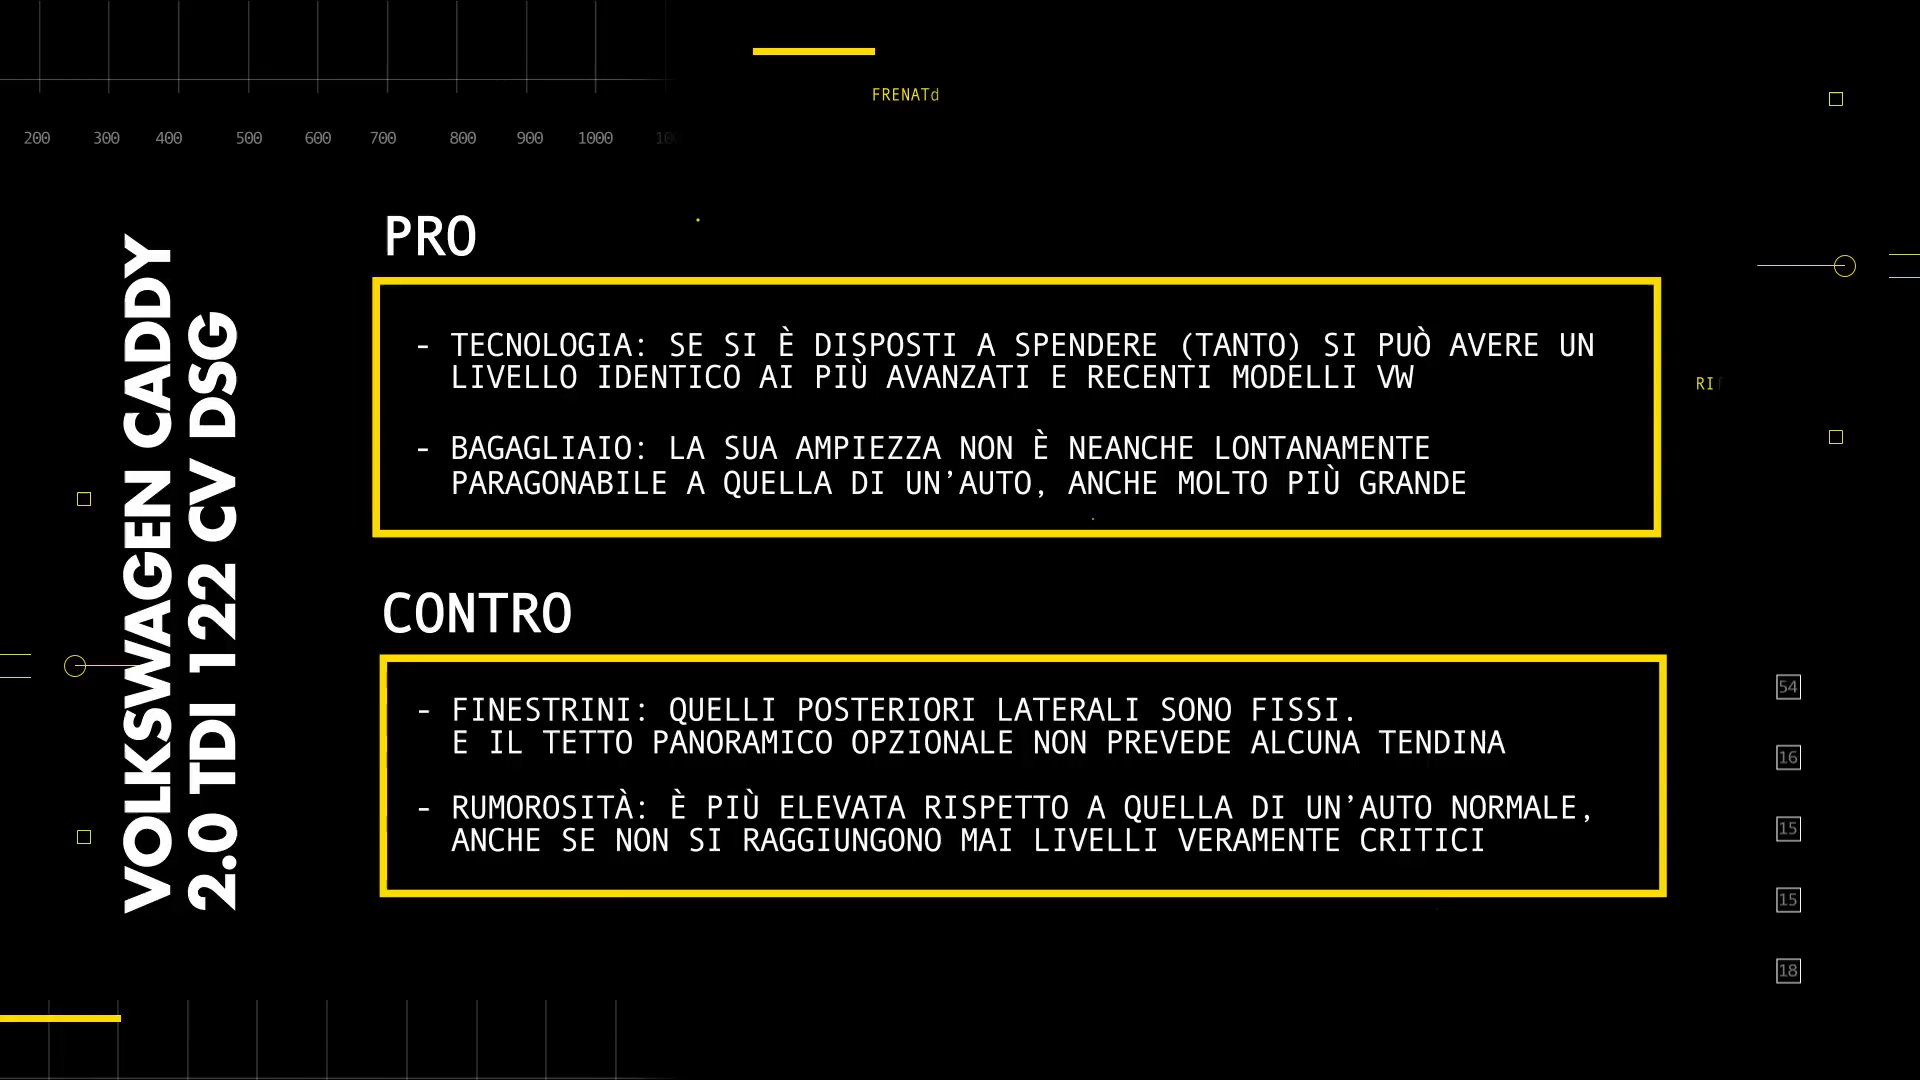 FRENATd
200 300 400 500 600 700 800 900 1000
VOLKSWAGEN CADDY
2.0 TDI 122 CV DSG
PRO
- TECNOLOGIA: SE SI È DISPOSTI A SPENDERE (TANTO) SI PUÒ AVERE UN
LIVELLO IDENTICO AI PIÙ AVANZATI E RECENTI MODELLI VW
- BAGAGLIAIO: LA SUA AMPIEZZA NON È NEANCHE LONTANAMENTE
PARAGONABILE A QUELLA DI UN’AUTO, ANCHE MOLTO PIÙ GRANDE
RI
CONTRO
- FINESTRINI: QUELLI POSTERIORI LATERALI SONO FISSI.
E IL TETTO PANORAMICO OPZIONALE NON PREVEDE ALCUNA TENDINA
- RUMOROSITÀ: È PIÙ ELEVATA RISPETTO A QUELLA DI UN’AUTO NORMALE,
ANCHE SE NON SI RAGGIUNGONO MAI LIVELLI VERAMENTE CRITICI
54
16
15
15
18